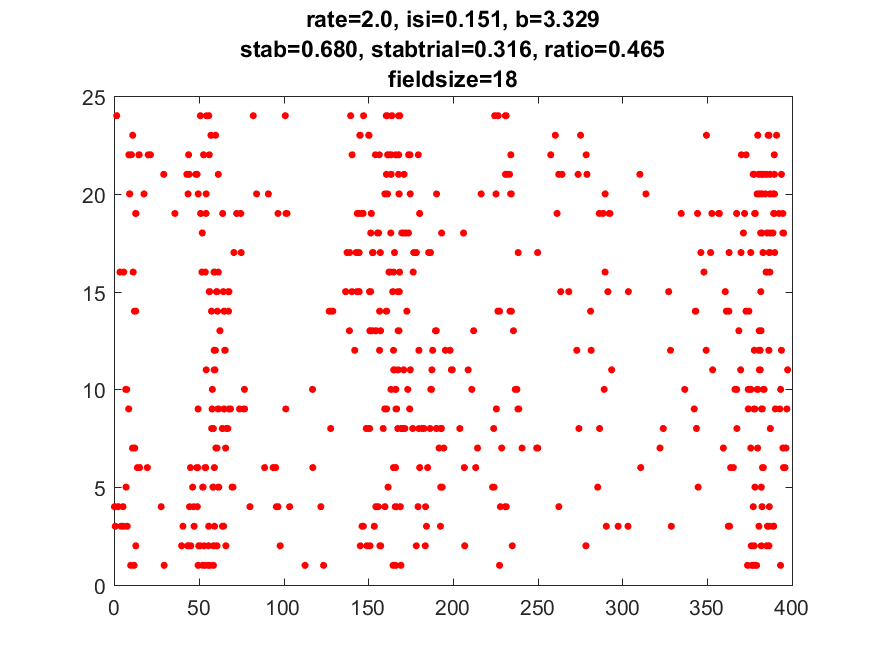 rate=2.0, isi=0.151, b=3.329
stab=0.680, stabtrial=0.316, ratio=0.465
fieldsize=18
25
20
15
10
5
0
0 50 100 150 200 250 300 350 400